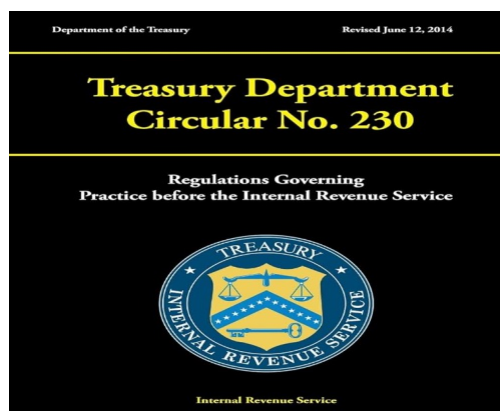 Department of the Treasury
Revised June 12, 2014
Treasury Department
Circular No. 230
Regulations Governing
Practice before the Internal Revenue Service
TREASURY
INTERNAL REVENUE SERVICE
Internal Revenue Service